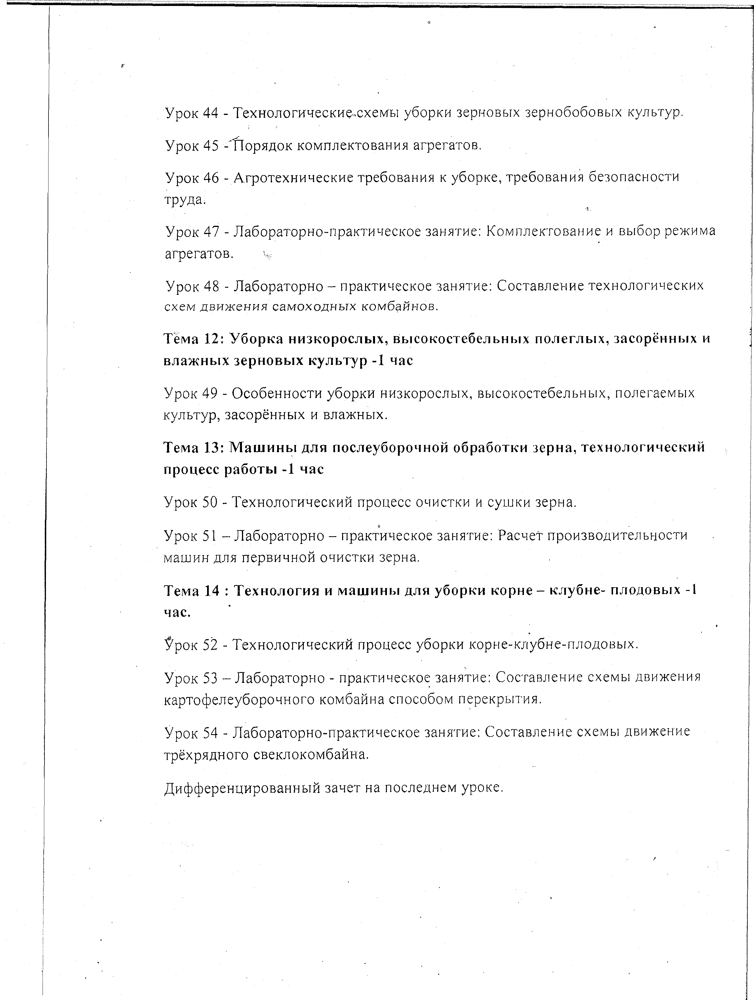 Урок 44 - Технологические схемы уборки зерновых зернобобовых культур.
Урок 45 - Порядок комплектования агрегатов.
Урок 46 - Агротехнические требования к уборке, требования безопасности
труда.
Урок 47 - Лабораторно-практическое занятие: Комплектование и выбор режима
агрегатов.
Урок 48 - Лабораторно – практическое занятие: Составление технологических
схем движения самоходных комбайнов.
Тема 12: Уборка низкорослых, высокостебельных полеглых, засорённых и
влажных зерновых культур -1 час
Урок 49 - Особенности уборки низкорослых, высокостебельных, полегаемых
культур, засорённых и влажных.
Тема 13: Машины для послеуборочной обработки зерна, технологический
процесс работы -1 час
Урок 50 - Технологический процесс очистки и сушки зерна.
Урок 51 – Лабораторно – практическое занятие: Расчет производительности
машин для первичной очистки зерна.
Тема 14 : Технология и машины для уборки корне – клубне- плодовых -1
час.
Урок 52 - Технологический процесс уборки корне-клубне-плодовых.
Урок 53 – Лабораторно - практическое занятие: Составление схемы движения
картофелеуборочного комбайна способом перекрытия.
Урок 54 - Лабораторно-практическое занятие: Составление схемы движение
трёхрядного свеклокомбайна.
Дифференцированный зачет на последнем уроке.